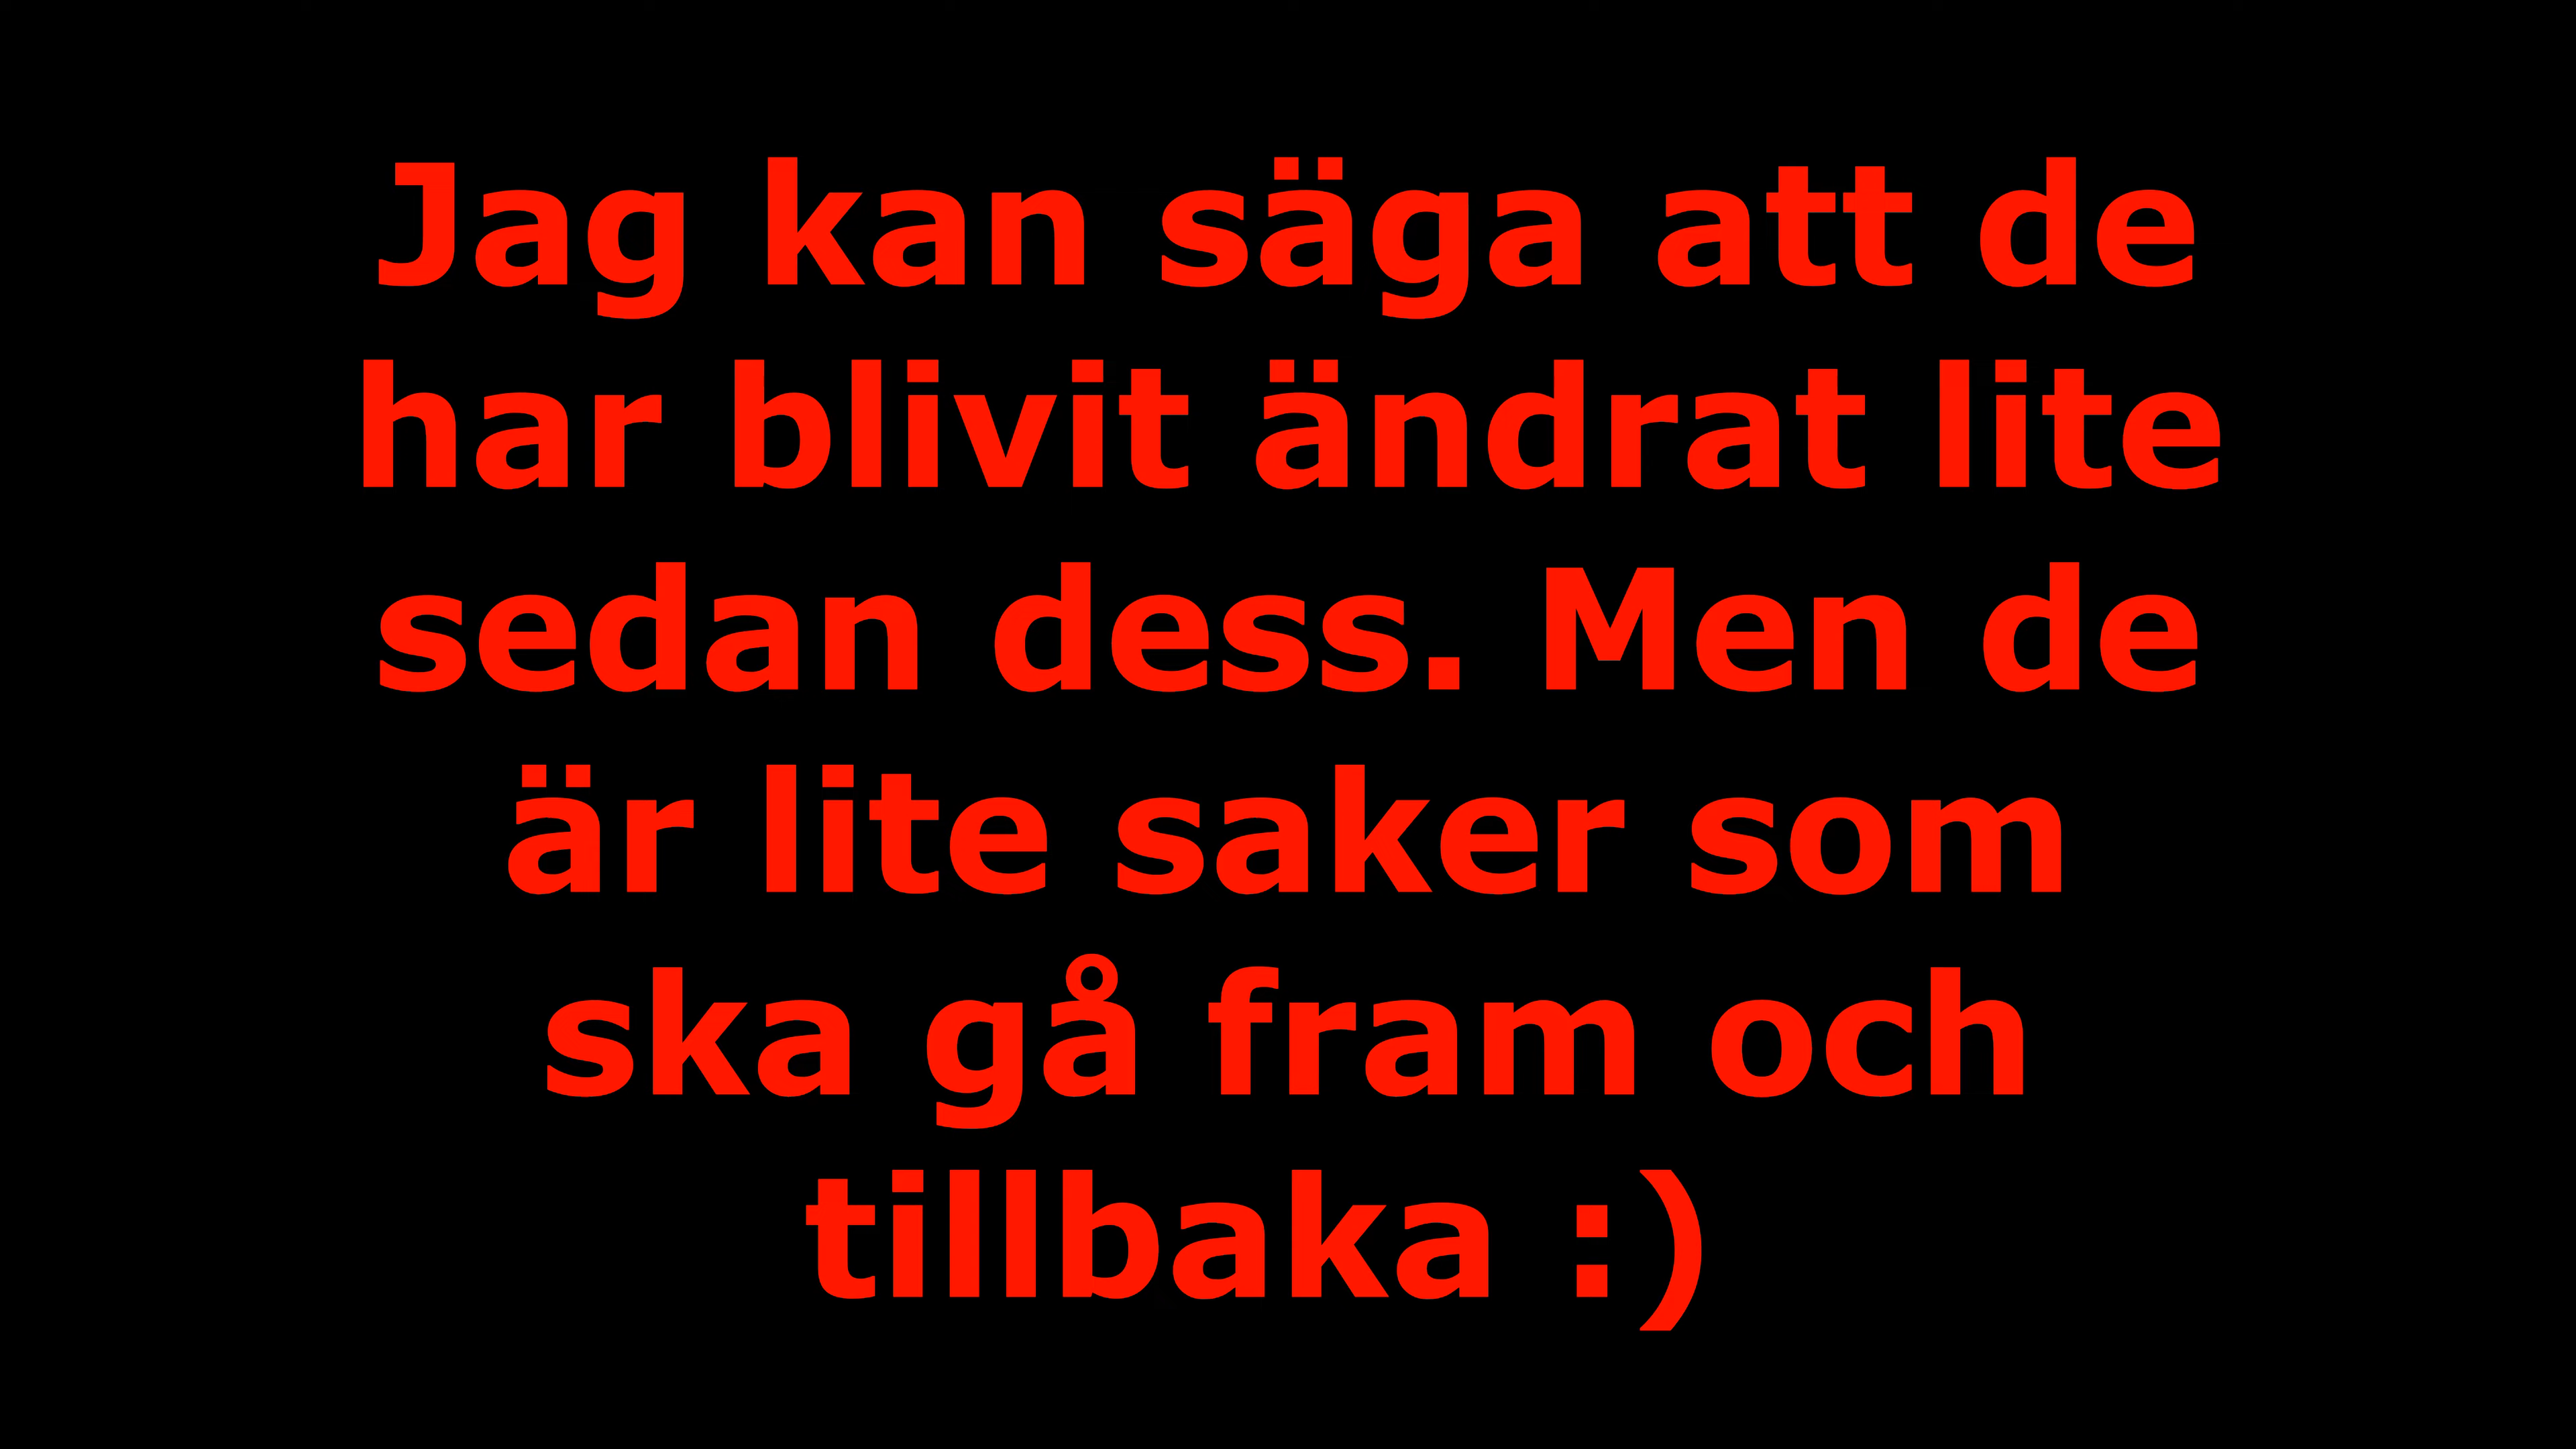 Jag kan säga att de
har blivit ändrat lite
sedan dess. Men de
är lite saker som
ska gå fram och
tillbaka :)